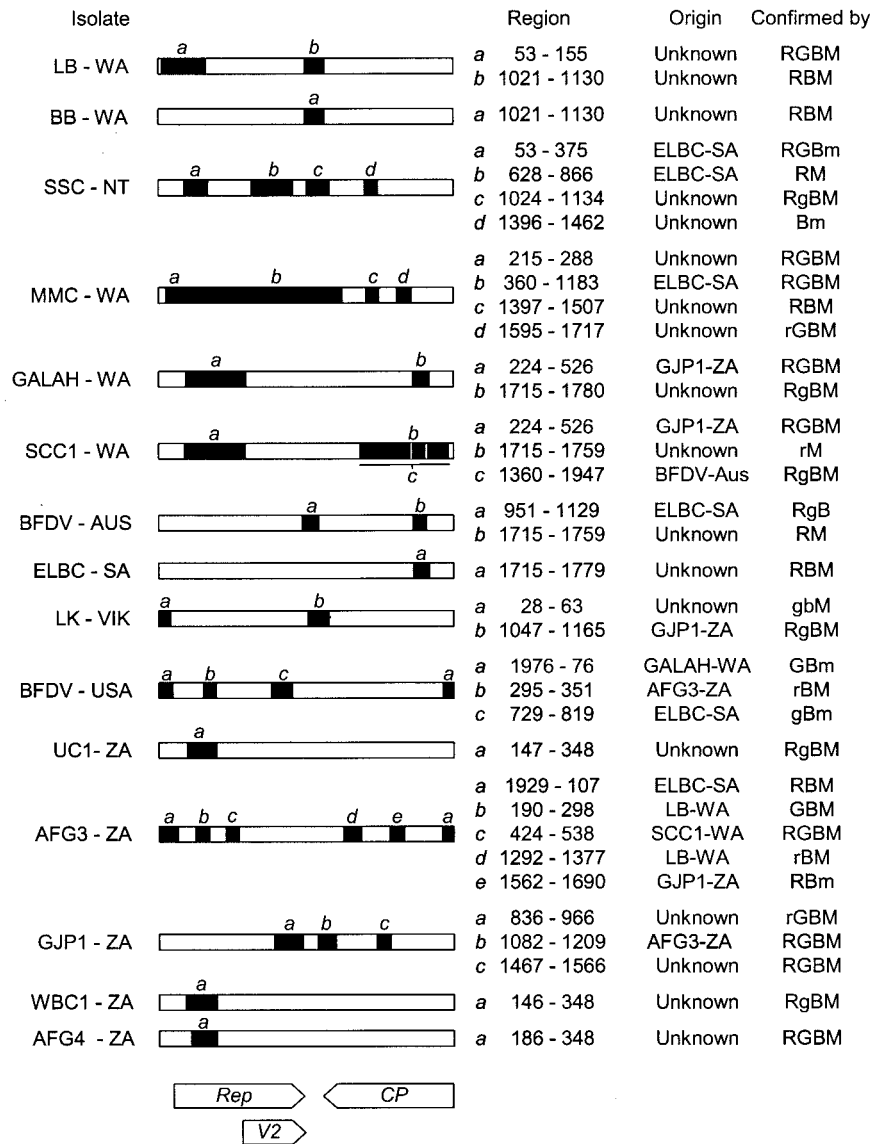 Isolate Region Origin Confirmed by
a b
LB - WA a 53 - 155 Unknown RGBM
b 1021 - 1130 Unknown RBM
a
BB - WA a 1021 - 1130 Unknown RBM
a b c d
SSC - NT a 53 - 375 ELBC-SA RGBm
b 628 - 866 ELBC-SA RM
c 1024 - 1134 Unknown RgBM
d 1396 - 1462 Unknown Bm
a b c d
MMC - WA a 215 - 288 Unknown RGBM
b 360 - 1183 ELBC-SA RGBM
c 1397 - 1507 Unknown RBM
d 1595 - 1717 Unknown rGBM
a b
GALAH - WA a 224 - 526 GJP1-ZA RGBM
b 1715 - 1780 Unknown RgBM
a b
SCC1 - WA a 224 - 526 GJP1-ZA RGBM
b 1715 - 1759 Unknown rM
c
c 1360 - 1947 BFDV-Aus RgBM
a b
BFDV - AUS a 951 - 1129 ELBC-SA RgB
b 1715 - 1759 Unknown RM
a
ELBC - SA a 1715 - 1779 Unknown RBM
a b
LK - VIK a 28 - 63 Unknown gbM
b 1047 - 1165 GJP1-ZA RgBM
a b c a
BFDV - USA a 1976 - 76 GALAH-WA GBm
b 295 - 351 AFG3-ZA rBM
c 729 - 819 ELBC-SA gBm
a
UC1- ZA a 147 - 348 Unknown RgBM
a b c d e a
AFG3 - ZA a 1929 - 107 ELBC-SA RBM
b 190 - 298 LB-WA GBM
c 424 - 538 SCC1-WA RGBM
d 1292 - 1377 LB-WA rBM
e 1562 - 1690 GJP1-ZA RBm
a b c
GJP1 - ZA a 836 - 966 Unknown rGBM
b 1082 - 1209 AFG3-ZA RGBM
c 1467 - 1566 Unknown RGBM
a
WBC1 - ZA a 146 - 348 Unknown RgBM
a
AFG4 - ZA a 186 - 348 Unknown RGBM
Rep CP
V2